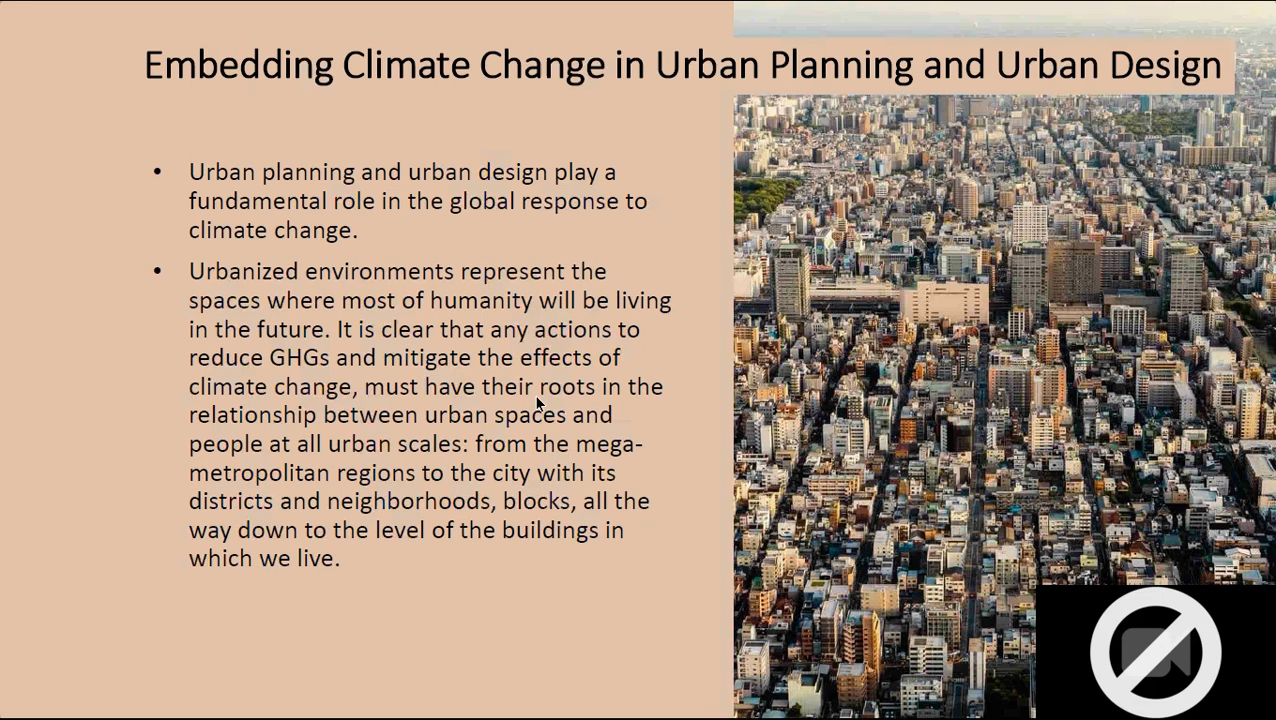 Embedding Climate Change in Urban Planning and Urban Design
• Urban planning and urban design play a
fundamental role in the global response to
climate change.
• Urbanized environments represent the
spaces where most of humanity will be living
in the future. It is clear that any actions to
reduce GHGs and mitigate the effects of
climate change, must have their roots in the
relationship between urban spaces and
people at all urban scales: from the mega-
metropolitan regions to the city with its
districts and neighborhoods, blocks, all the
way down to the level of the buildings in
which we live.